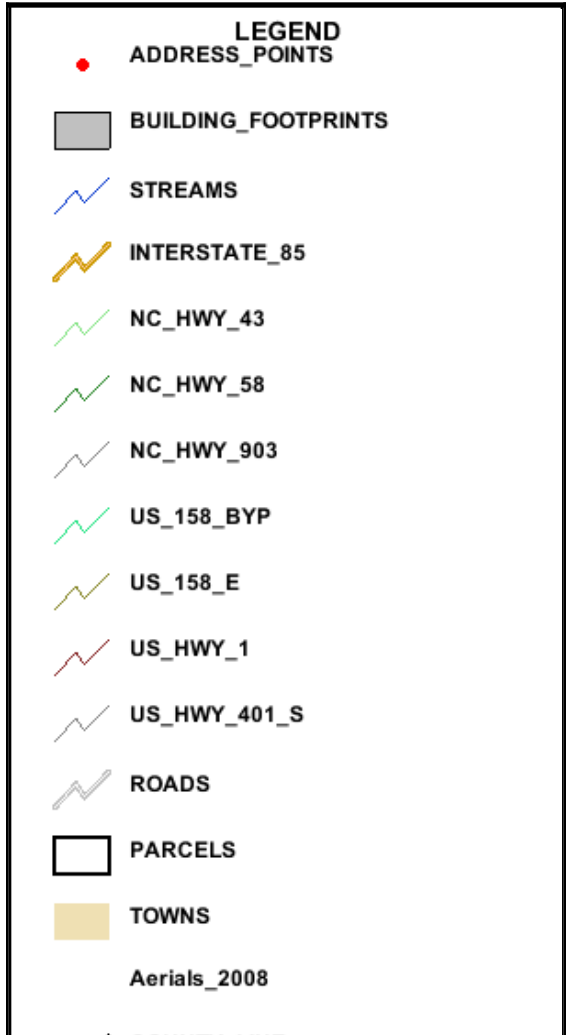 LEGEND
ADDRESS_POINTS
BUILDING_FOOTPRINTS
STREAMS
INTERSTATE_85
NC_HWY_43
NC_HWY_58
NC_HWY_903
US_158_BYP
US_158_E
US_HWY_1
US_HWY_401_S
ROADS
PARCELS
TOWNS
Aerials_2008